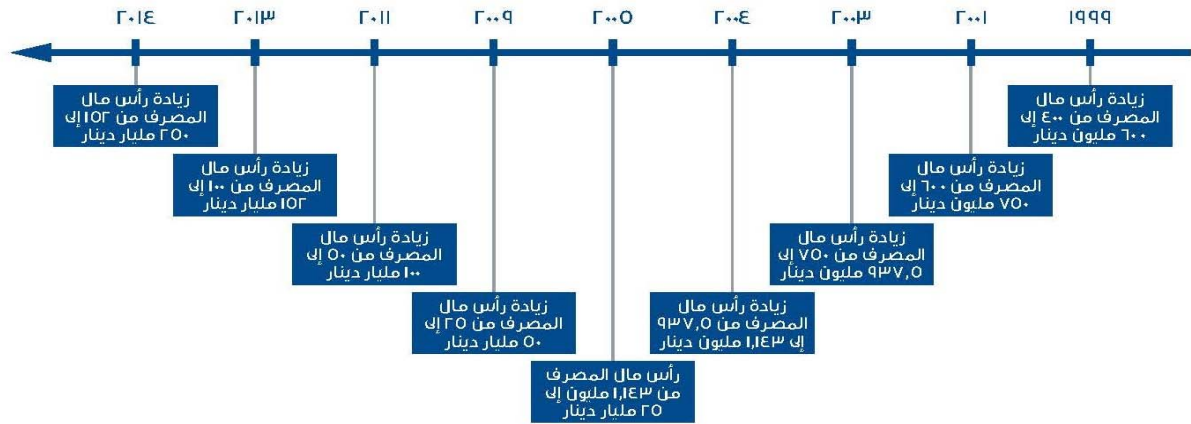 ١٩٩٩
٢٠٠١
٢٠٠٣
٢٠٠٤
٢٠٠٥
٢٠٠٩
٢٠١١
٢٠١٣
٢٠١٤
زيادة رأس مال
المصرف من ٤٠٠ إلى
٦٠٠ مليون دينار
زيادة رأس مال
المصرف من ٦٠٠ إلى
٧٥٠ مليون دينار
زيادة رأس مال
المصرف من ٧٥٠ إلى
٩٣٧,٥ مليون دينار
زيادة رأس مال
المصرف من ٩٣٧,٥
إلى ١,١٤٣ مليون دينار
رأس مال المصرف
من ١,١٤٣ مليون إلى
٢٥ مليار دينار
زيادة رأس مال
المصرف من ٢٥ إلى
٥٠ مليار دينار
زيادة رأس مال
المصرف من ٥٠ إلى
١٠٠ مليار دينار
زيادة رأس مال
المصرف من ١٠٠ إلى
١٥٢ مليار دينار
زيادة رأس مال
المصرف من ١٥٢ إلى
٢٥٠ مليار دينار